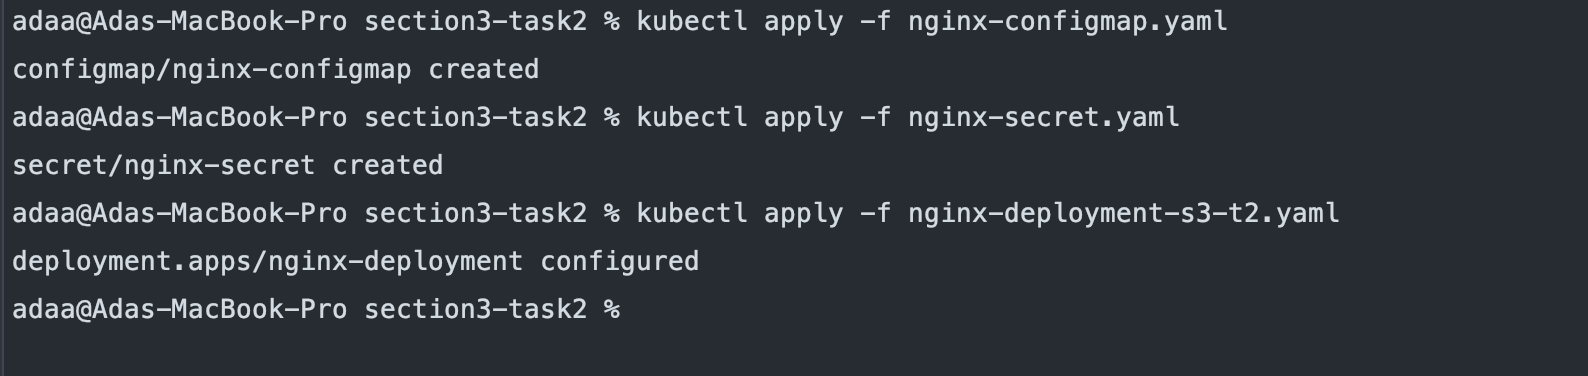 adaa@Adas-MacBook-Pro section3-task2 % kubectl apply -f nginx-configmap.yaml
configmap/nginx-configmap created
adaa@Adas-MacBook-Pro section3-task2 % kubectl apply -f nginx-secret.yaml
secret/nginx-secret created
adaa@Adas-MacBook-Pro section3-task2 % kubectl apply -f nginx-deployment-s3-t2.yaml
deployment.apps/nginx-deployment configured
adaa@Adas-MacBook-Pro section3-task2 %